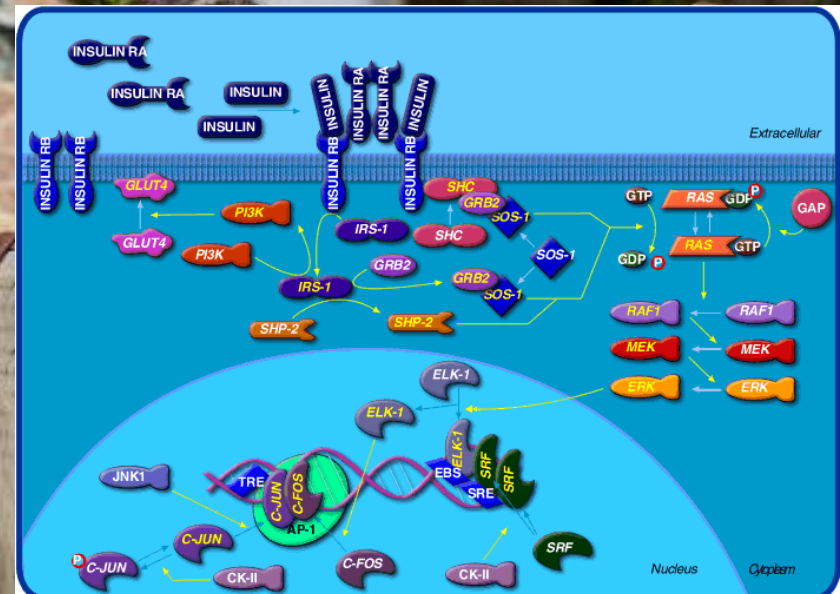 INSULIN RA
INSULIN RA
INSULIN
INSULIN
INSULIN
INSULIN RA
INSULIN RA
INSULIN
Extracellular
INSULIN RB
INSULIN RB
INSULIN RB
INSULIN RB
GLUT4
GLUT4
PI3K
PI3K
IRS-1
IRS-1
SHC
GRB2
SOS-1
SHC
GRB2
SOS-1
GRB2
SOS-1
SHP-2
SHP-2
GTP
GDP
P
RAS
GDP
P
RAS
GTP
GAP
RAF1
RAF1
MEK
MEK
ERK
ERK
ELK-1
ELK-1
ELK-1
SRF
SRF
EBS
SRE
TRE
C-JUN
C-FOS
AP-1
JNK1
C-JUN
P
C-JUN
CK-II
C-FOS
CK-II
SRF
Nucleus
Cytoplasm